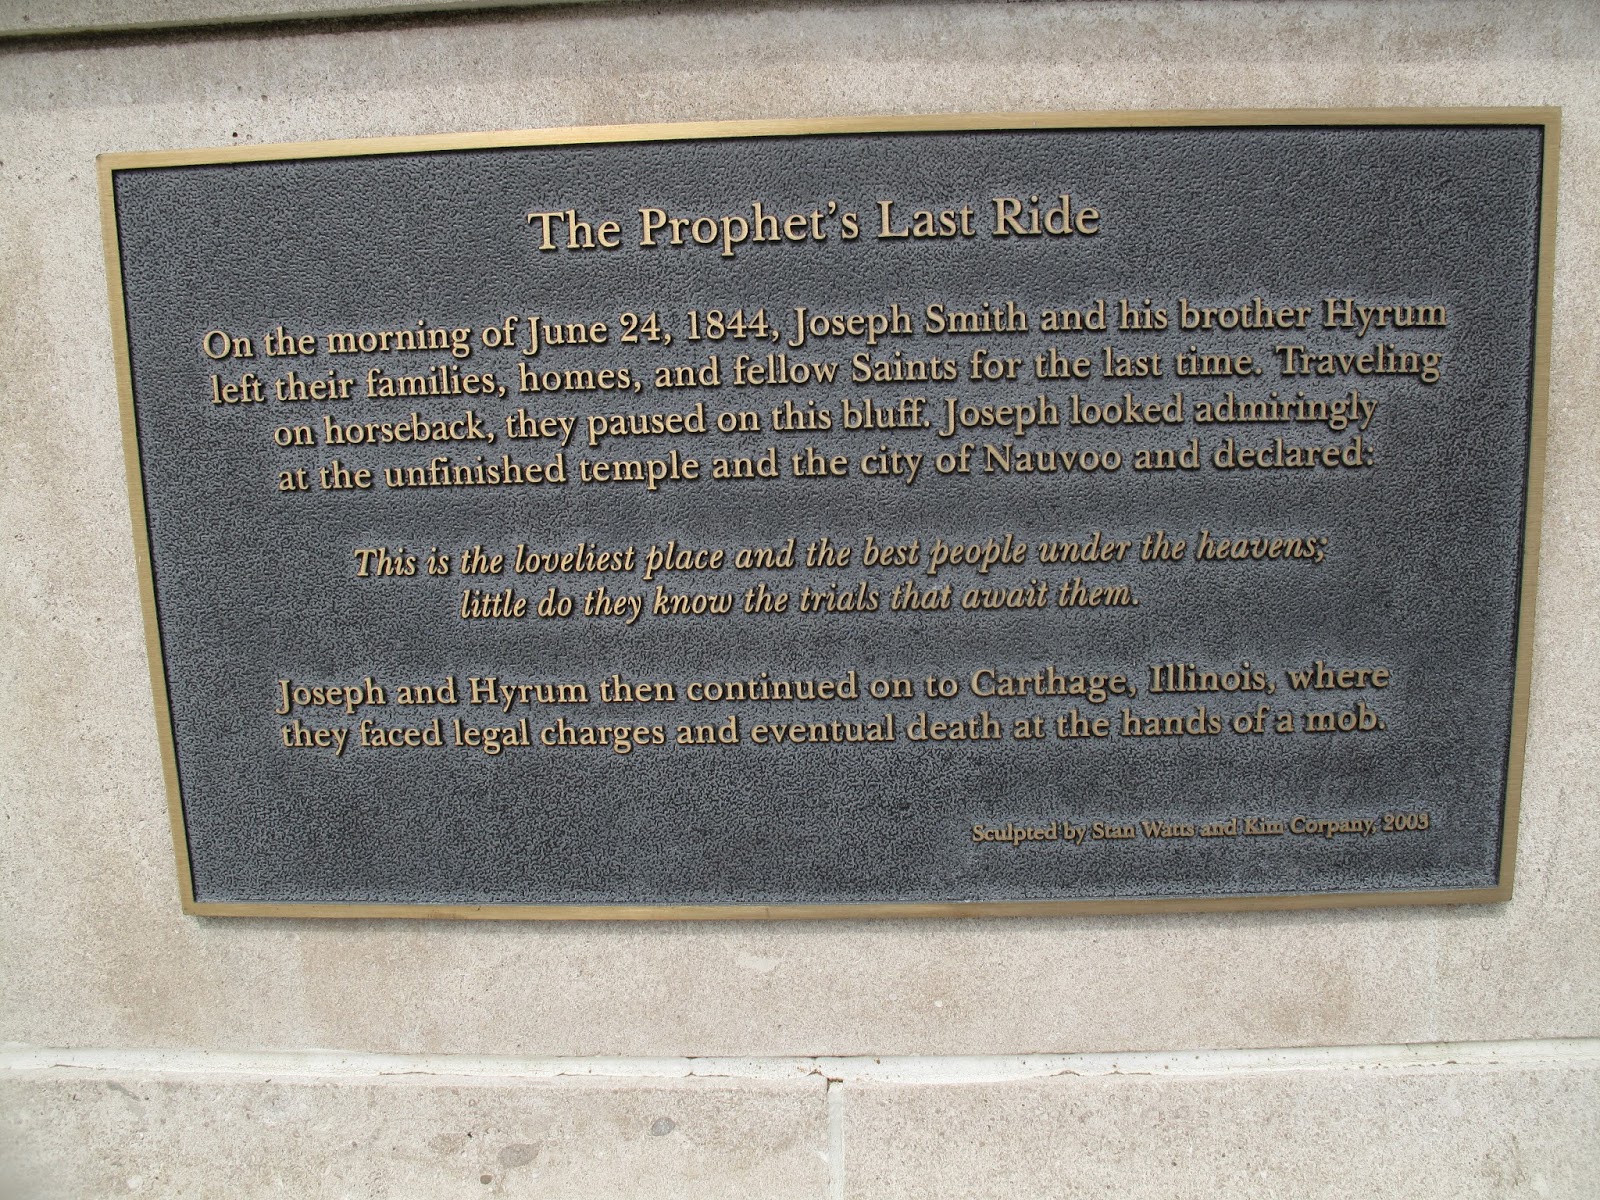 The Prophet's Last Ride
On the morning of June 24, 1844, Joseph Smith and his brother Hyrum
left their families, homes, and fellow Saints for the last time. Traveling
on horseback, they paused on this bluff. Joseph looked admiringly
at the unfinished temple and the city of Nauvoo and declared:
This is the loveliest place and the best people under the heavens;
little do they know the trials that await them.
Joseph and Hyrum then continued on to Carthage, Illinois, where
they faced legal charges and eventual death at the hands of a mob.
Sculpted by Stan Watts and Kim Corpany, 2003